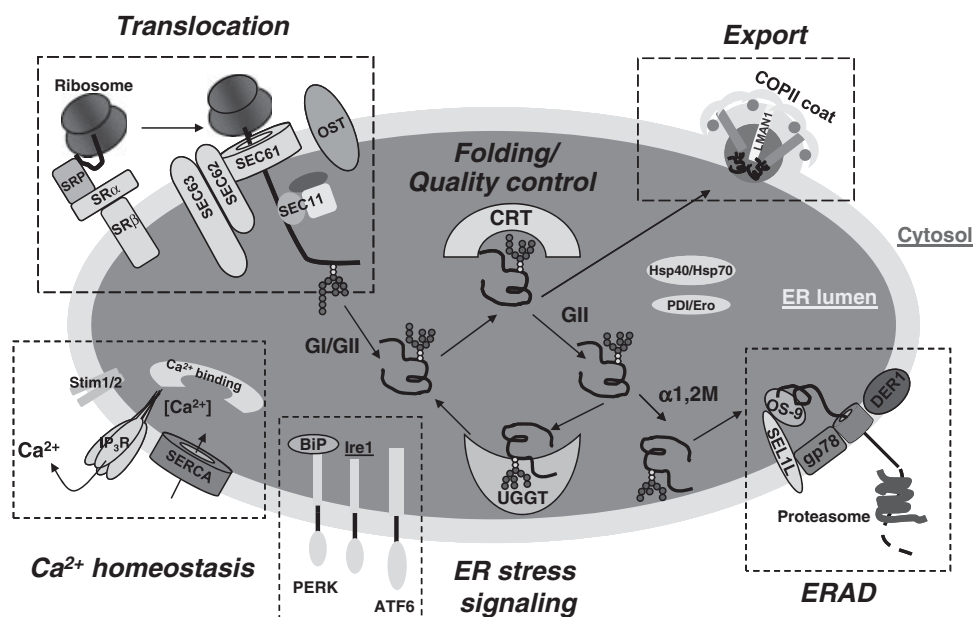 Translocation
Ribosome
SRP
SRα
SRβ
SEC63
SEC62
SEC61
OST
SEC11
Export
COPII coat
LMAN1
Folding/
Quality control
CRT
Cytosol
Hsp40/Hsp70
PDI/Ero
ER lumen
GI/GII
GII
α1,2M
UGGT
Stim1/2
Ca²⁺ binding
[Ca²⁺]
Ca²⁺
IP₃R
SERCA
Ca²⁺ homeostasis
BiP
Ire1
PERK
ATF6
ER stress
signaling
OS-9
SEL1L
gp78
DER1
Proteasome
ERAD